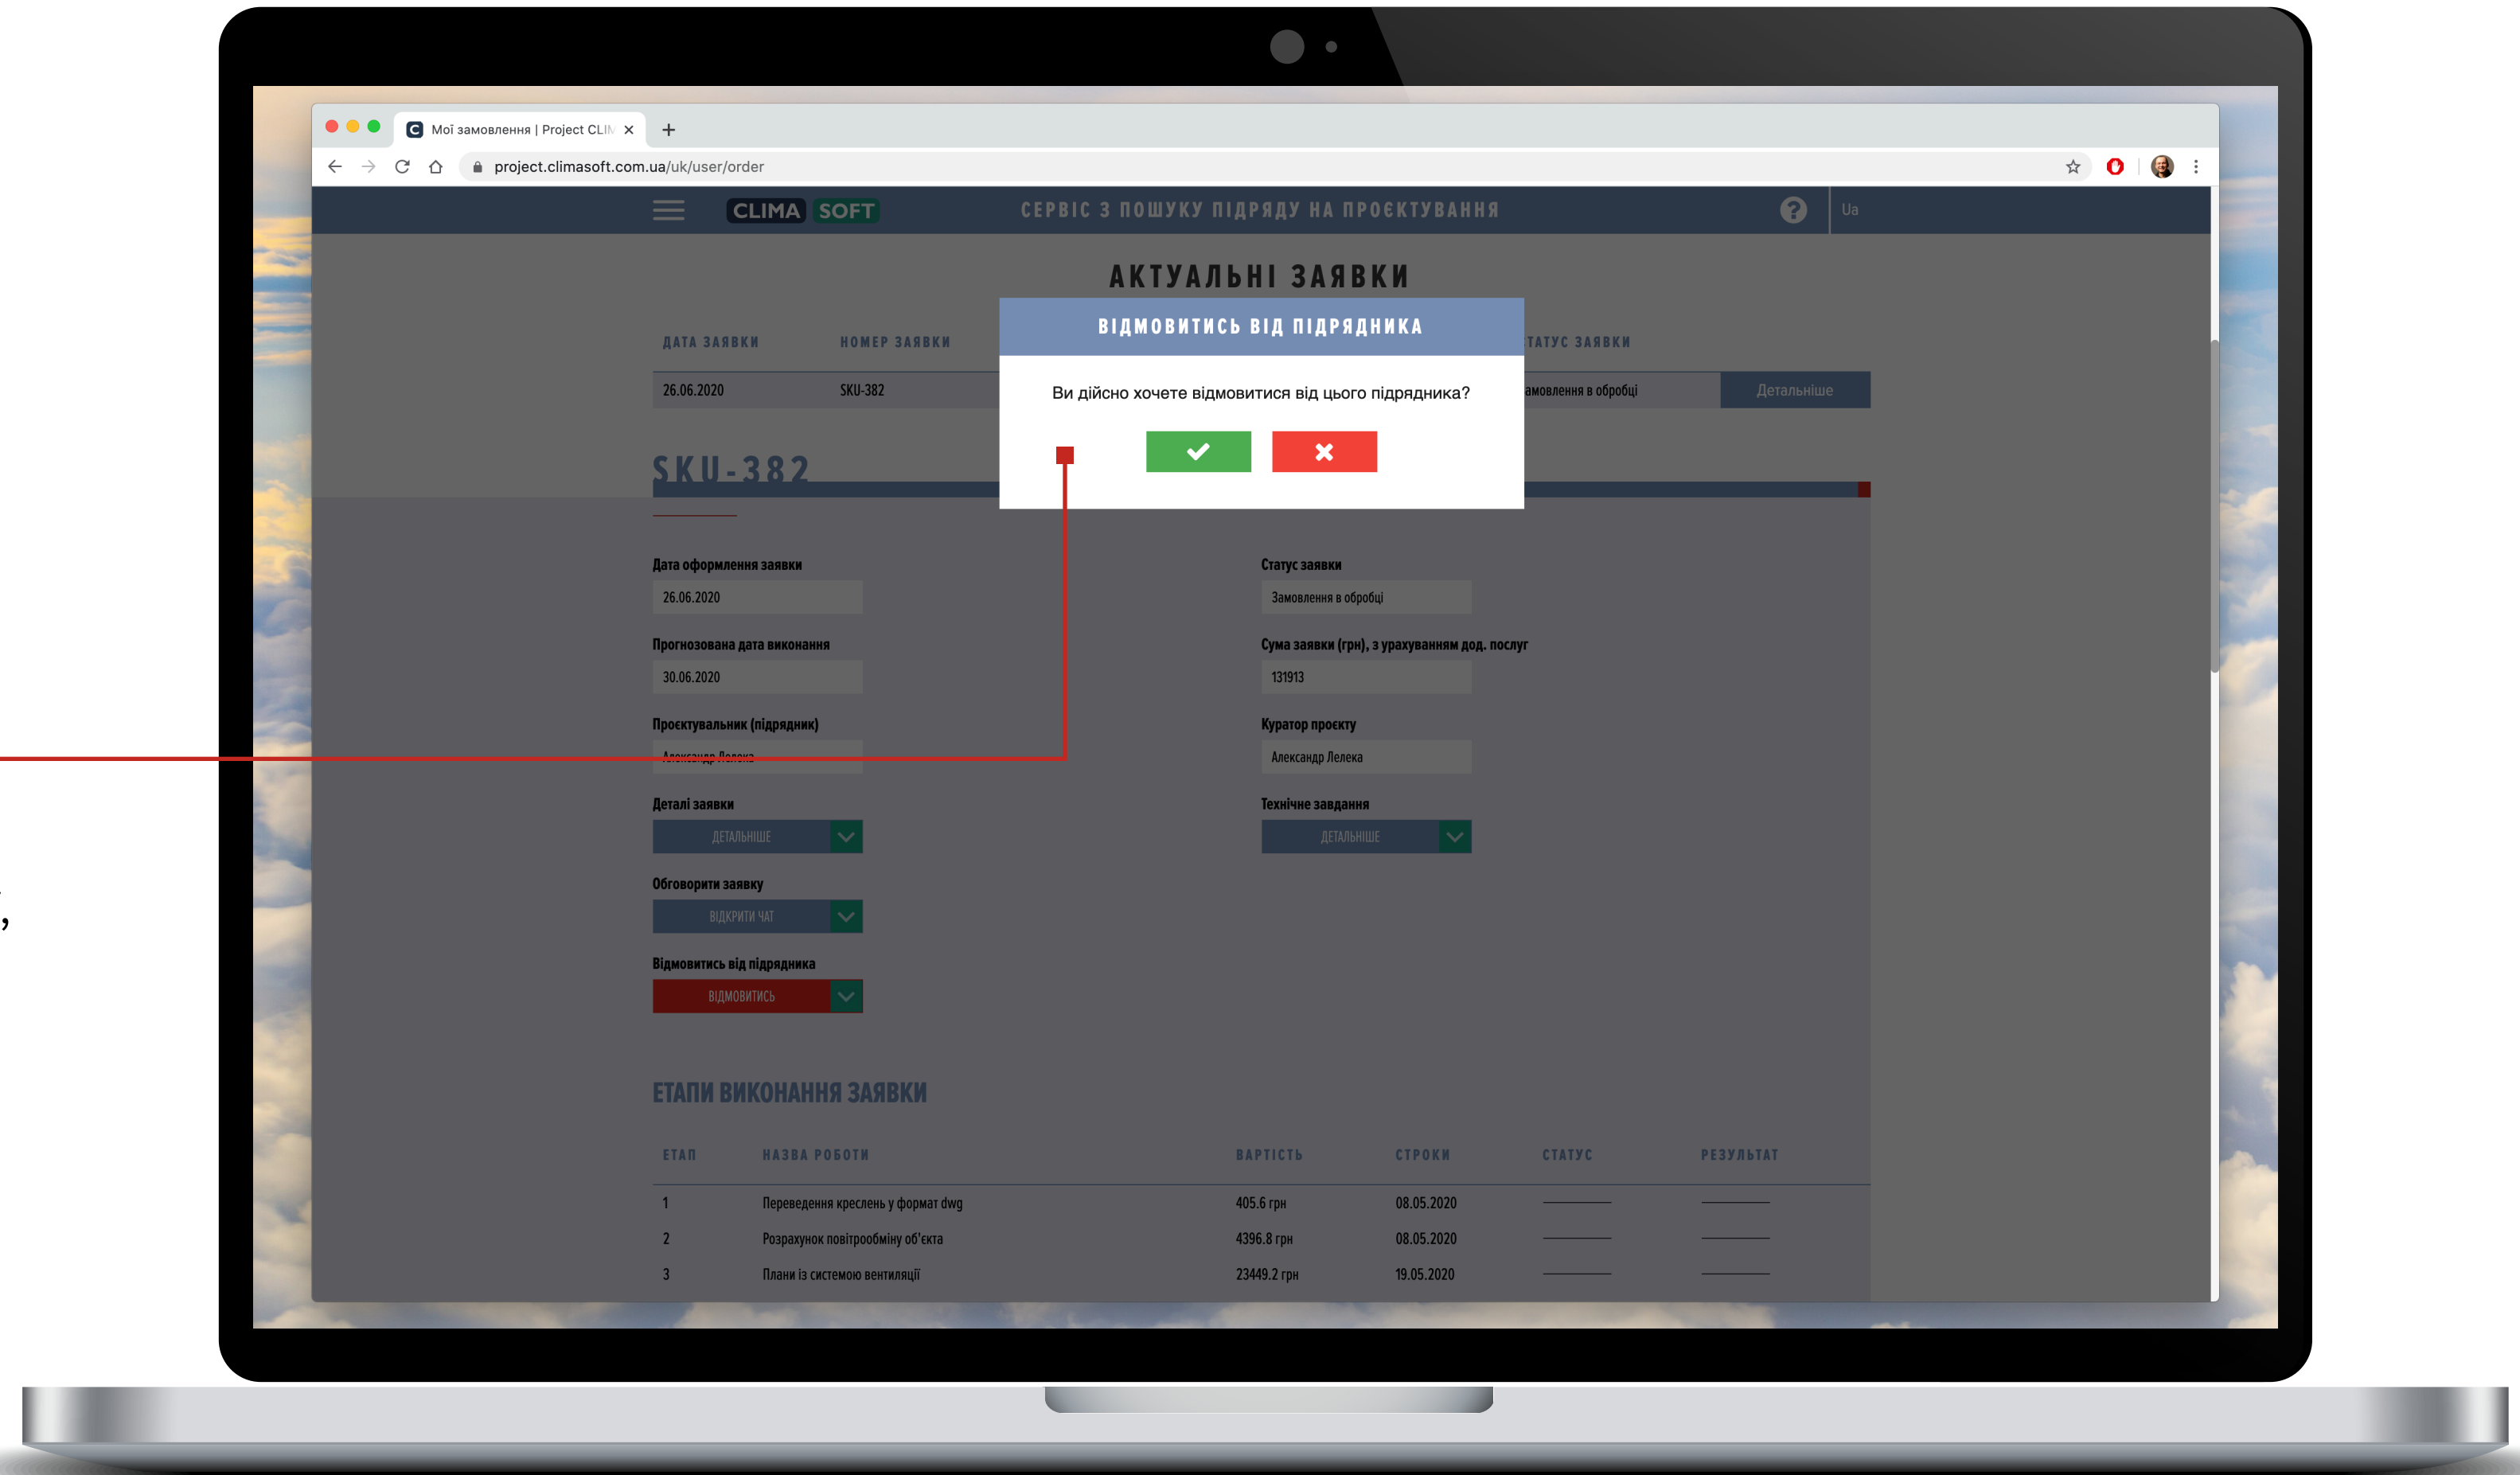 Мої замовлення | Project CLIM
project.climasoft.com.ua/uk/user/order
CLIMA SOFT СЕРВІС З ПОШУКУ ПІДРЯДУ НА ПРОЄКТУВАННЯ ? Ua
АКТУАЛЬНІ ЗАЯВКИ
ВІДМОВИТИСЬ ВІД ПІДРЯДНИКА
ДАТА ЗАЯВКИ НОМЕР ЗАЯВКИ ТАТУС ЗАЯВКИ
26.06.2020 SKU-382 амовлення в обробці Детальніше
Ви дійсно хочете відмовитися від цього підрядника?
SKU-382
Дата оформлення заявки Статус заявки
26.06.2020 Замовлення в обробці
Прогнозована дата виконання Сума заявки (грн), з урахуванням дод. послуг
30.06.2020 131913
Проєктувальник (підрядник) Куратор проєкту
Александр Лелека Александр Лелека
Деталі заявки Технічне завдання
ДЕТАЛЬНІШЕ ДЕТАЛЬНІШЕ
Обговорити заявку
,
ВІДКРИТИ ЧАТ
Відмовитись від підрядника
ВІДМОВИТИСЬ
ЕТАПИ ВИКОНАННЯ ЗАЯВКИ
ЕТАП НАЗВА РОБОТИ ВАРТІСТЬ СТРОКИ СТАТУС РЕЗУЛЬТАТ
1 Переведення креслень у формат dwg 405.6 грн 08.05.2020
2 Розрахунок повітрообміну об'єкта 4396.8 грн 08.05.2020
3 Плани із системою вентиляції 23449.2 грн 19.05.2020